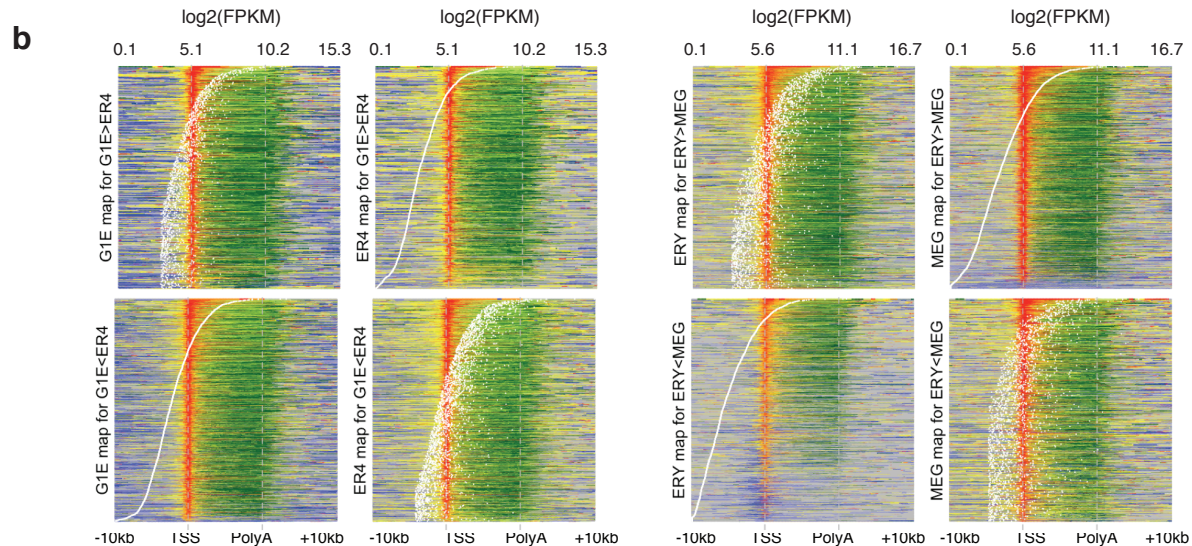 b
log2(FPKM) log2(FPKM) log2(FPKM) log2(FPKM)
0.1 5.1 10.2 15.3 0.1 5.1 10.2 15.3 0.1 5.6 11.1 16.7 0.1 5.6 11.1 16.7
G1E map for G1E>ER4
ER4 map for G1E>ER4
ERY map for ERY>MEG
MEG map for ERY>MEG
G1E map for G1E<ER4
ER4 map for G1E<ER4
ERY map for ERY<MEG
MEG map for ERY<MEG
-10kb TSS PolyA +10kb -10kb TSS PolyA +10kb -10kb TSS PolyA +10kb -10kb TSS PolyA +10kb